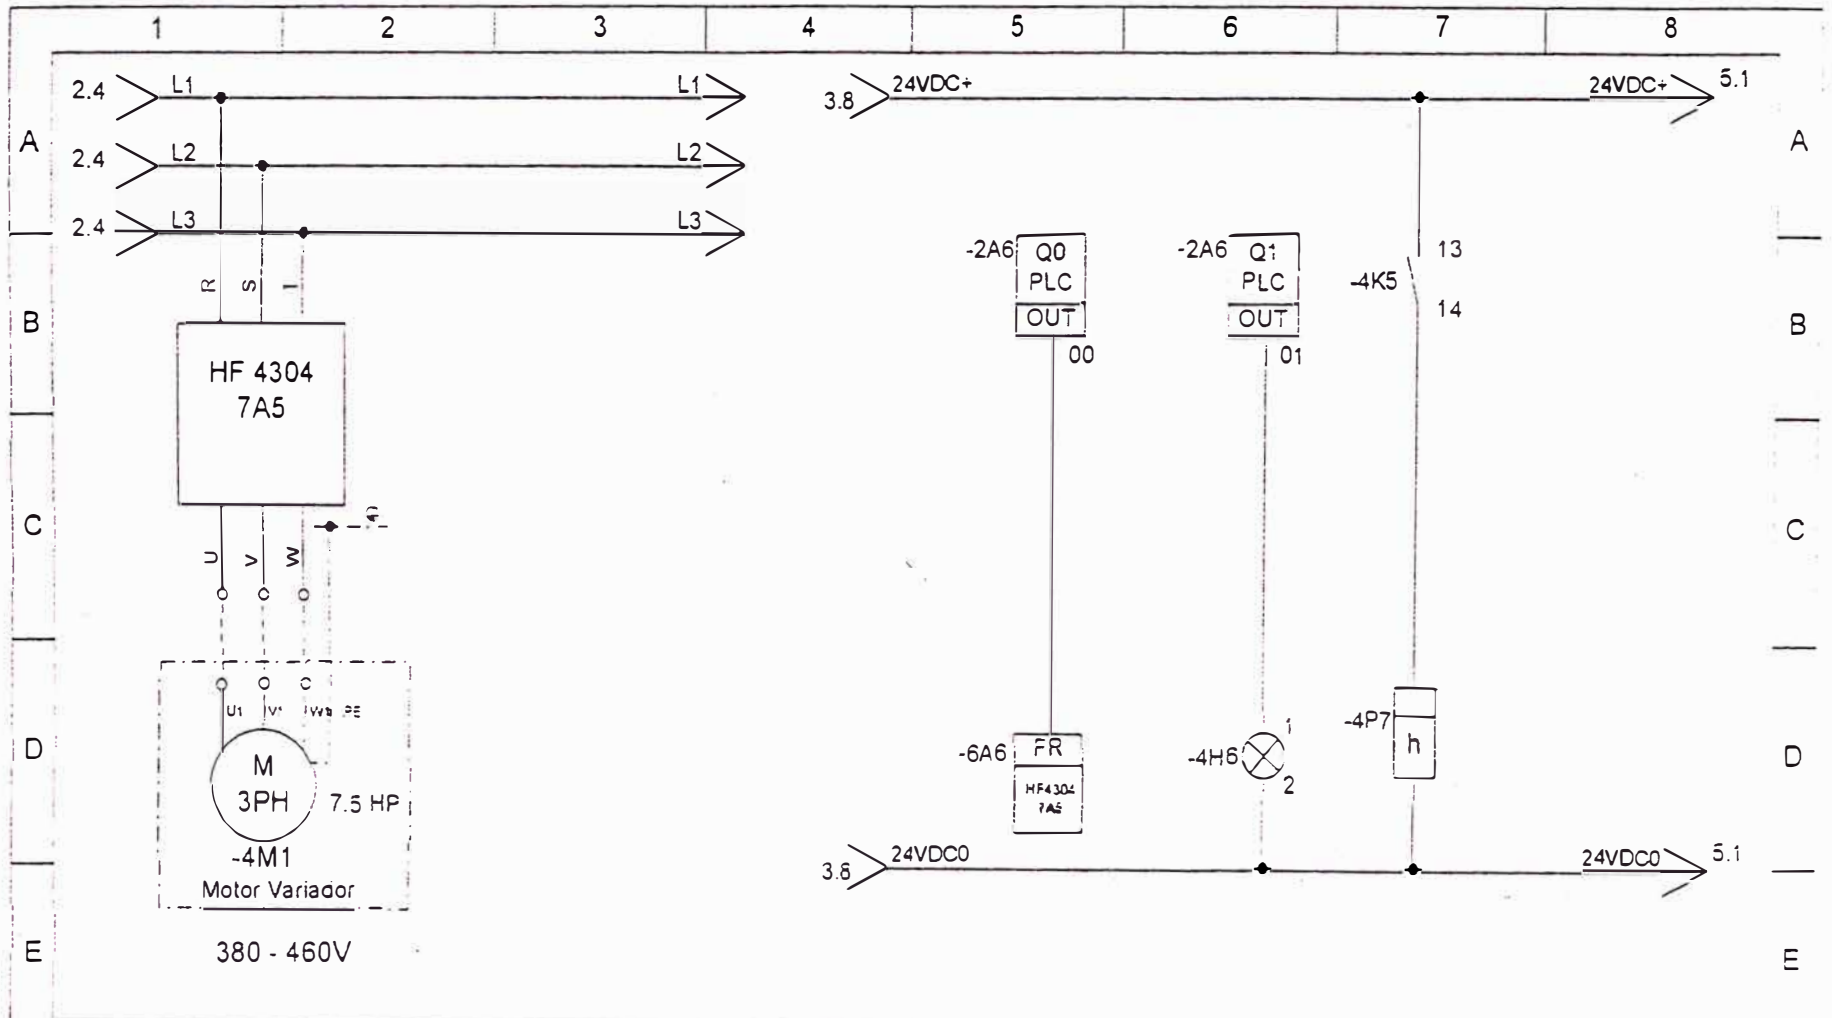 1 2 3 4 5 6 7 8
A
2.4 L1 L1
3.8 24VDC+ 24VDC+ 5.1
2.4 L2 L2
A
2.4 L3 L3
B
R S
-2A6 Q0
PLC
OUT
00
-2A6 Q1
PLC
OUT
01
13
-4K5
14
B
HF 4304
7A5
C
U V W
C
D
U1 V1 W1 PE
M
3PH
7.5 HP
-4M1
Motor Variador
-6A6 FR
HF4304
7A5
1
-4H6
2
-4P7
h
D
3.8 24VDC0 24VDC0 5.1
E
380 - 460V
E